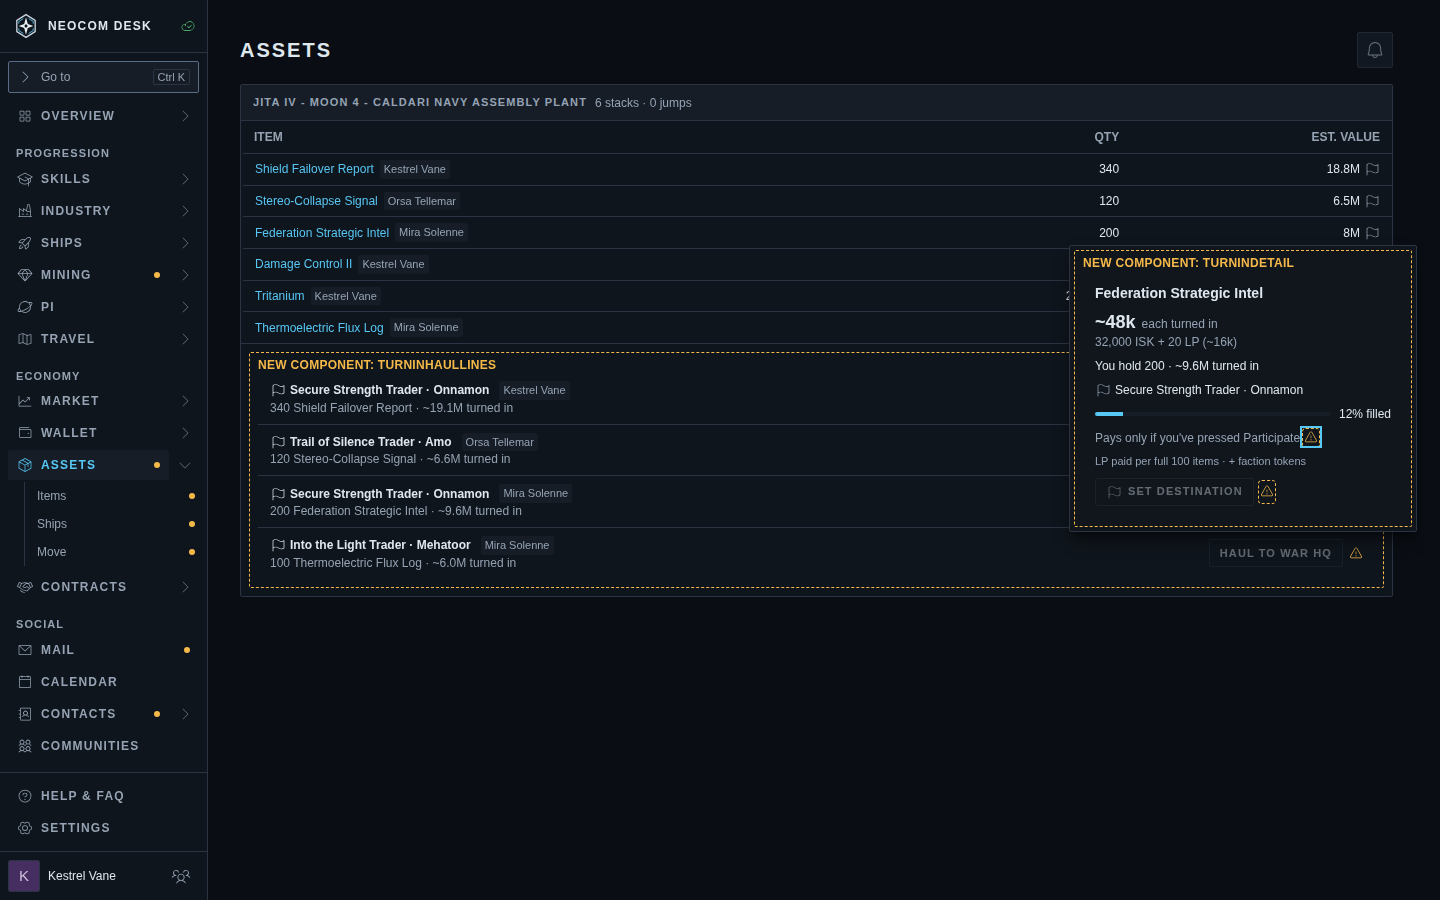 NEOCOM DESK
Go to
Ctrl K
OVERVIEW
PROGRESSION
SKILLS
INDUSTRY
SHIPS
MINING
PI
TRAVEL
ECONOMY
MARKET
WALLET
ASSETS
Items
Ships
Move
CONTRACTS
SOCIAL
MAIL
CALENDAR
CONTACTS
COMMUNITIES
HELP & FAQ
SETTINGS
K
Kestrel Vane
ASSETS
JITA IV - MOON 4 - CALDARI NAVY ASSEMBLY PLANT 6 stacks · 0 jumps
ITEM QTY EST. VALUE
Shield Failover Report Kestrel Vane 340 18.8M
Stereo-Collapse Signal Orsa Tellemar 120 6.5M
Federation Strategic Intel Mira Solenne 200 8M
Damage Control II Kestrel Vane
Tritanium Kestrel Vane
Thermoelectric Flux Log Mira Solenne
NEW COMPONENT: TURNINHAULLINES
Secure Strength Trader · Onnamon Kestrel Vane
340 Shield Failover Report · ~19.1M turned in
Trail of Silence Trader · Amo Orsa Tellemar
120 Stereo-Collapse Signal · ~6.6M turned in
Secure Strength Trader · Onnamon Mira Solenne
200 Federation Strategic Intel · ~9.6M turned in
Into the Light Trader · Mehatoor Mira Solenne
100 Thermoelectric Flux Log · ~6.0M turned in
HAUL TO WAR HQ
NEW COMPONENT: TURNINDETAIL
Federation Strategic Intel
~48k each turned in
32,000 ISK + 20 LP (~16k)
You hold 200 · ~9.6M turned in
Secure Strength Trader · Onnamon
12% filled
Pays only if you've pressed Participate
LP paid per full 100 items · + faction tokens
SET DESTINATION